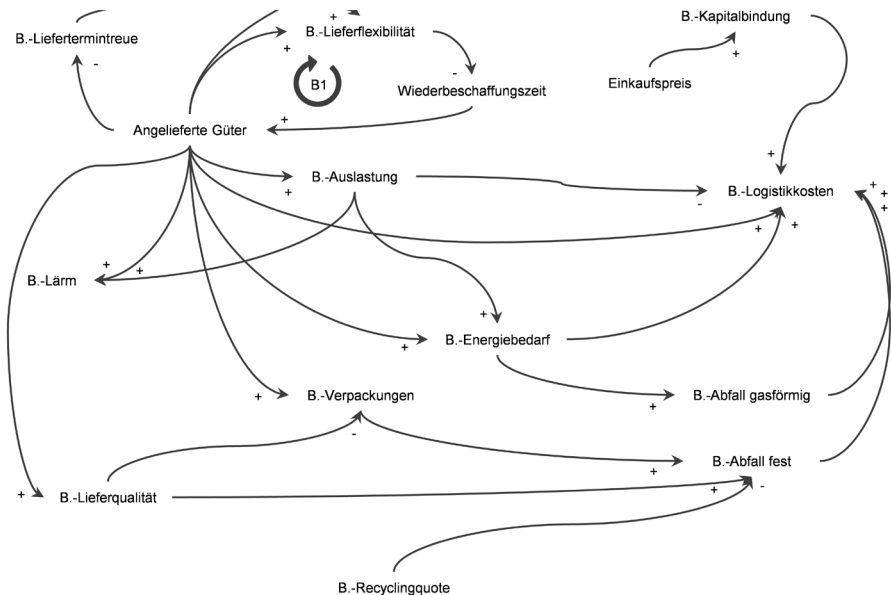 +
B.-Kapitalbindung
B.-Liefertermintreue
B.-Lieferflexibilität
-
+
+
-
B1
Einkaufspreis
Wiederbeschaffungszeit
+
Angelieferte Güter
+
B.-Auslastung
+
B.-Logistikkosten
+
+
+
-
+
+
+
+
B.-Lärm
+
B.-Energiebedarf
+
+
B.-Verpackungen
B.-Abfall gasförmig
+
-
B.-Abfall fest
+
+
B.-Lieferqualität
+
-
B.-Recyclingquote